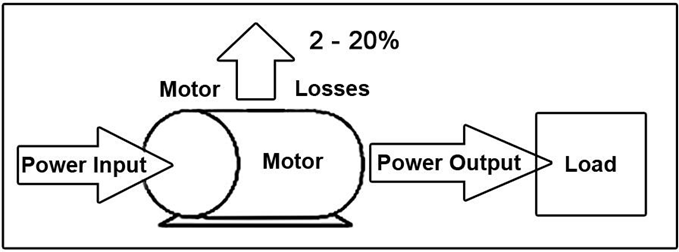 2 - 20%
Motor Losses
Power Input
Motor
Power Output
Load